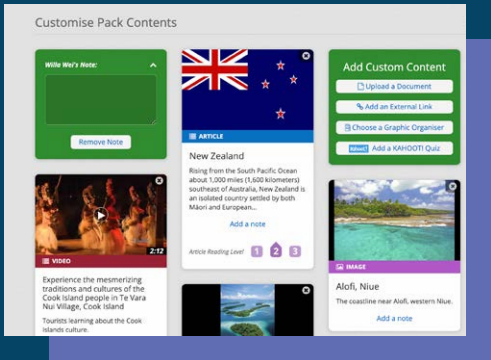 Customise Pack Contents
Willie Wei's Note:
Remove Note
2:12
VIDEO
Experience the mesmerizing
traditions and cultures of the
Cook Island people in Te Vara
Nui Village, Cook Island
Tourists learning about the Cook
Islands culture.
ARTICLE
New Zealand
Rising from the South Pacific Ocean
about 1,000 miles (1,600 kilometers)
southeast of Australia, New Zealand is
an isolated country settled by both
Māori and European...
Add a note
Article Reading Level
1 2 3
Add Custom Content
Upload a Document
Add an External Link
Choose a Graphic Organiser
Kahoot! Add a KAHOOT! Quiz
IMAGE
Alofi, Niue
The coastline near Alofi, western Niue.
Add a note